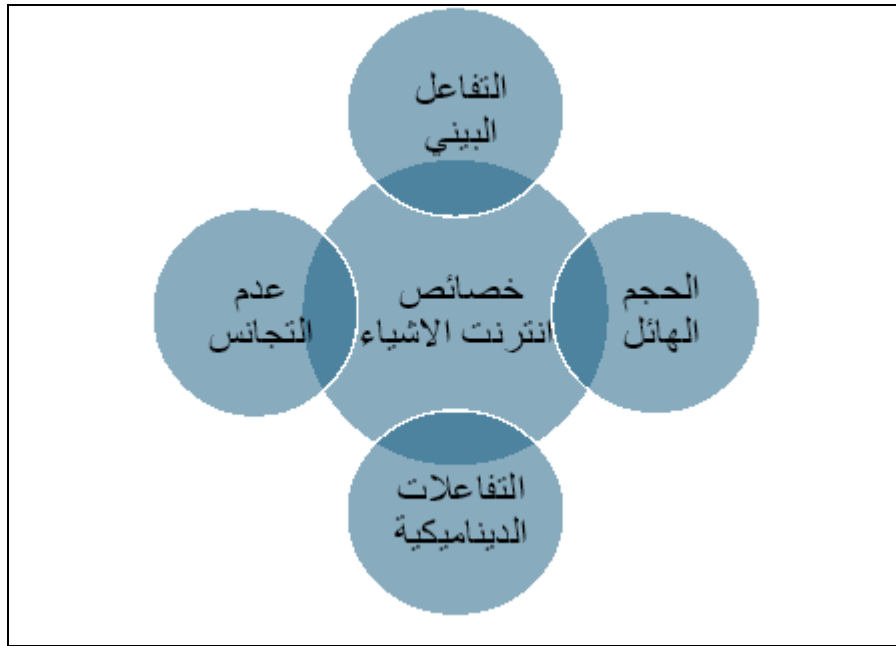 التفاعل
البيني
الحجم
الهائل
خصائص
انترنت الاشياء
عدم
التجانس
التفاعلات
الديناميكية